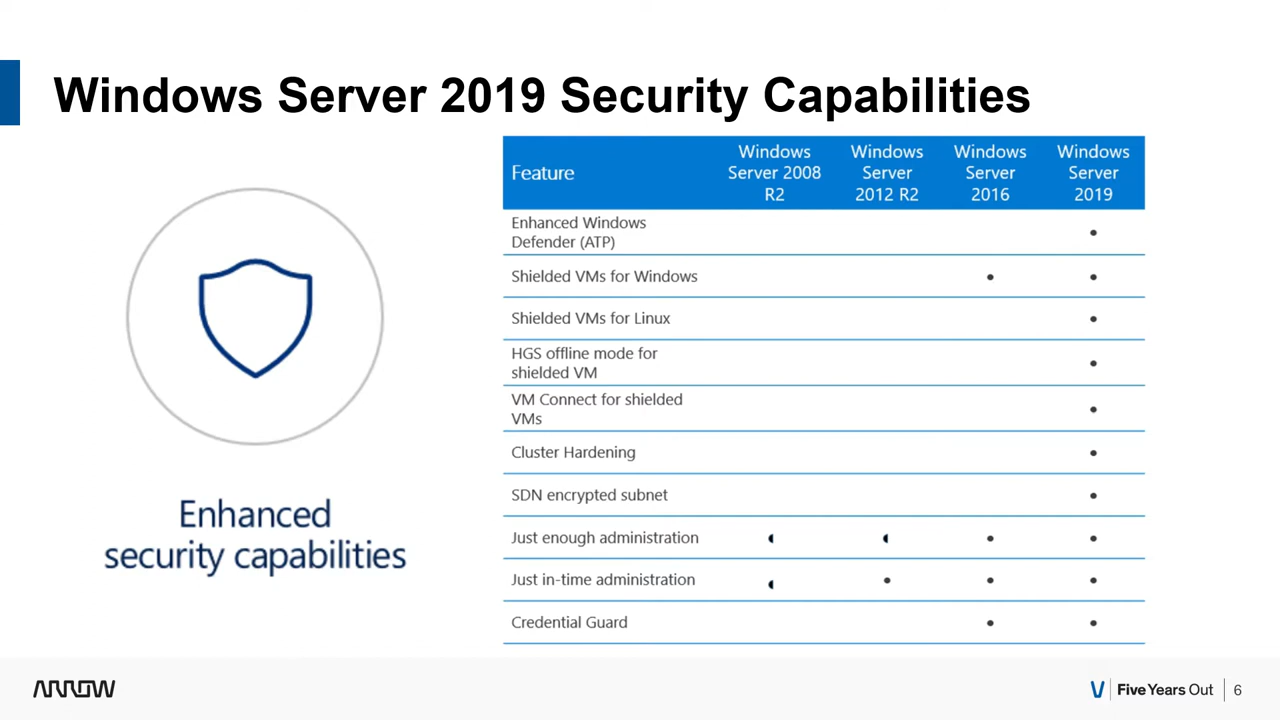 Windows Server 2019 Security Capabilities
Enhanced
security capabilities
Feature
Windows
Server 2008
R2
Windows
Server
2012 R2
Windows
Server
2016
Windows
Server
2019
Enhanced Windows
Defender (ATP)
•
Shielded VMs for Windows
• •
Shielded VMs for Linux
•
HGS offline mode for
shielded VM
•
VM Connect for shielded
VMs
•
Cluster Hardening
•
SDN encrypted subnet
•
Just enough administration
◖ ◖ • •
Just in-time administration
◖ • • •
Credential Guard
• •
ARROW
Five Years Out
6